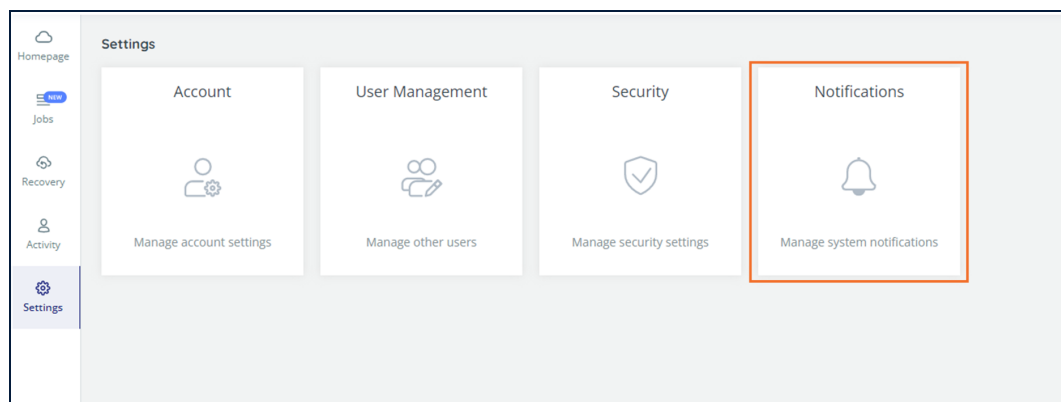 Homepage
NEW
Jobs
Recovery
Activity
Settings
Settings
Account
Manage account settings
User Management
Manage other users
Security
Manage security settings
Notifications
Manage system notifications